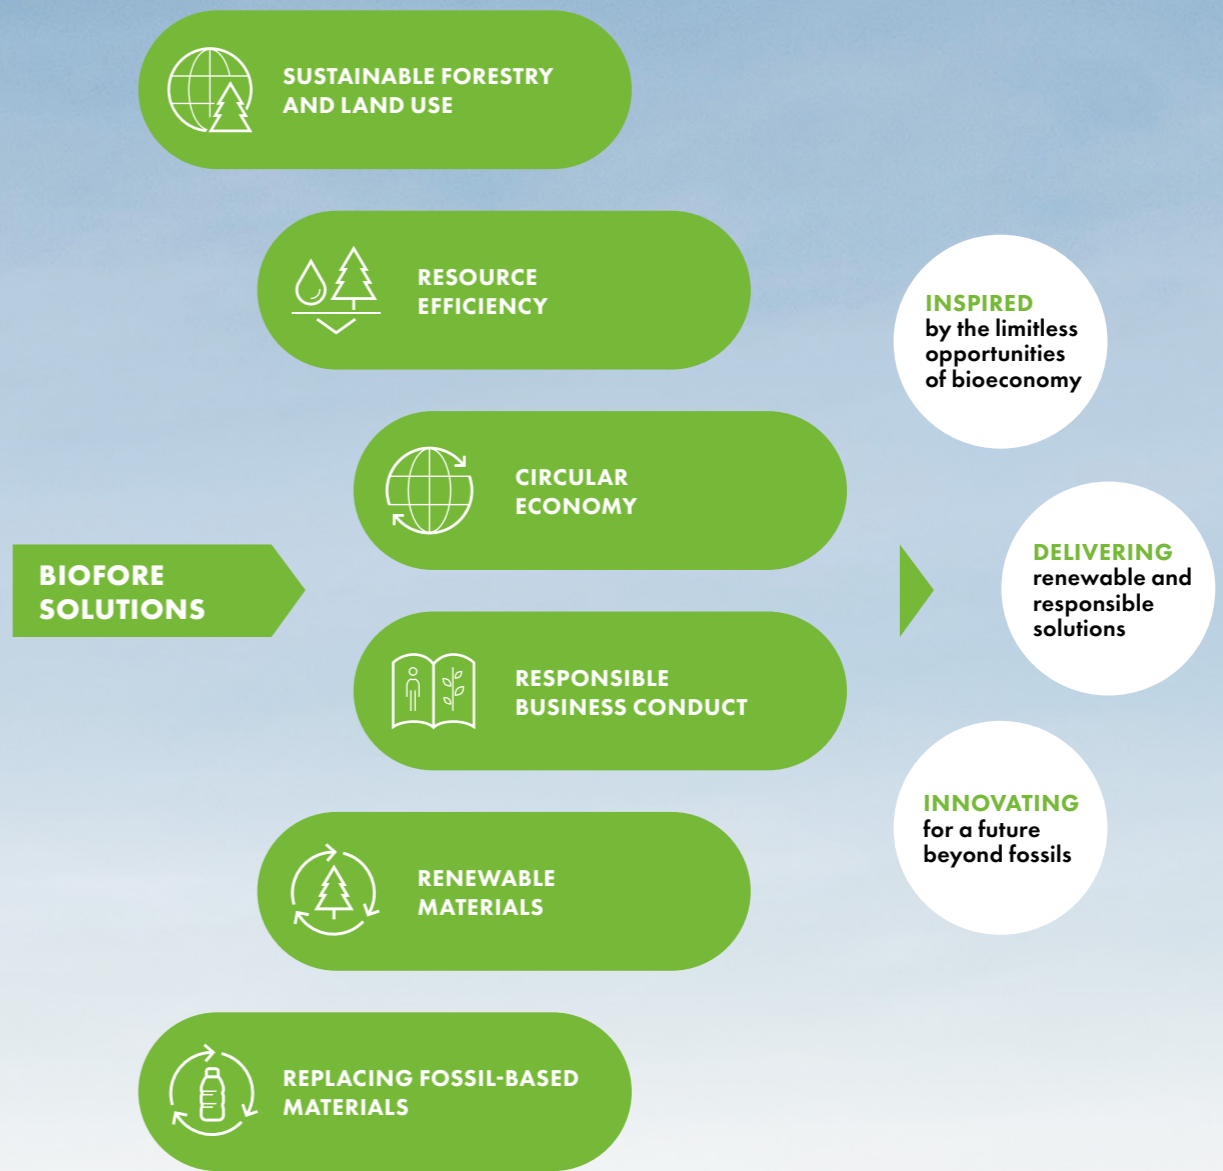 SUSTAINABLE FORESTRY
AND LAND USE
RESOURCE
EFFICIENCY
CIRCULAR
ECONOMY
BIOFORE
SOLUTIONS
RESPONSIBLE
BUSINESS CONDUCT
RENEWABLE
MATERIALS
REPLACING FOSSIL-BASED
MATERIALS
INSPIRED
by the limitless
opportunities
of bioeconomy
DELIVERING
renewable and
responsible
solutions
INNOVATING
for a future
beyond fossils